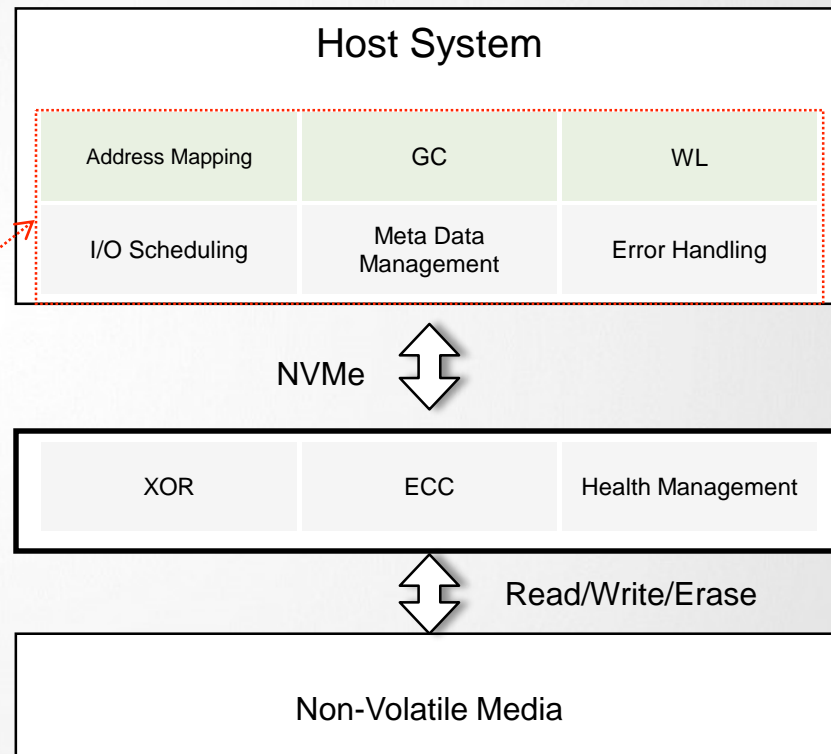 Host System
Address Mapping
GC
WL
I/O Scheduling
Meta Data
Management
Error Handling
NVMe
XOR
ECC
Health Management
Read/Write/Erase
Non-Volatile Media